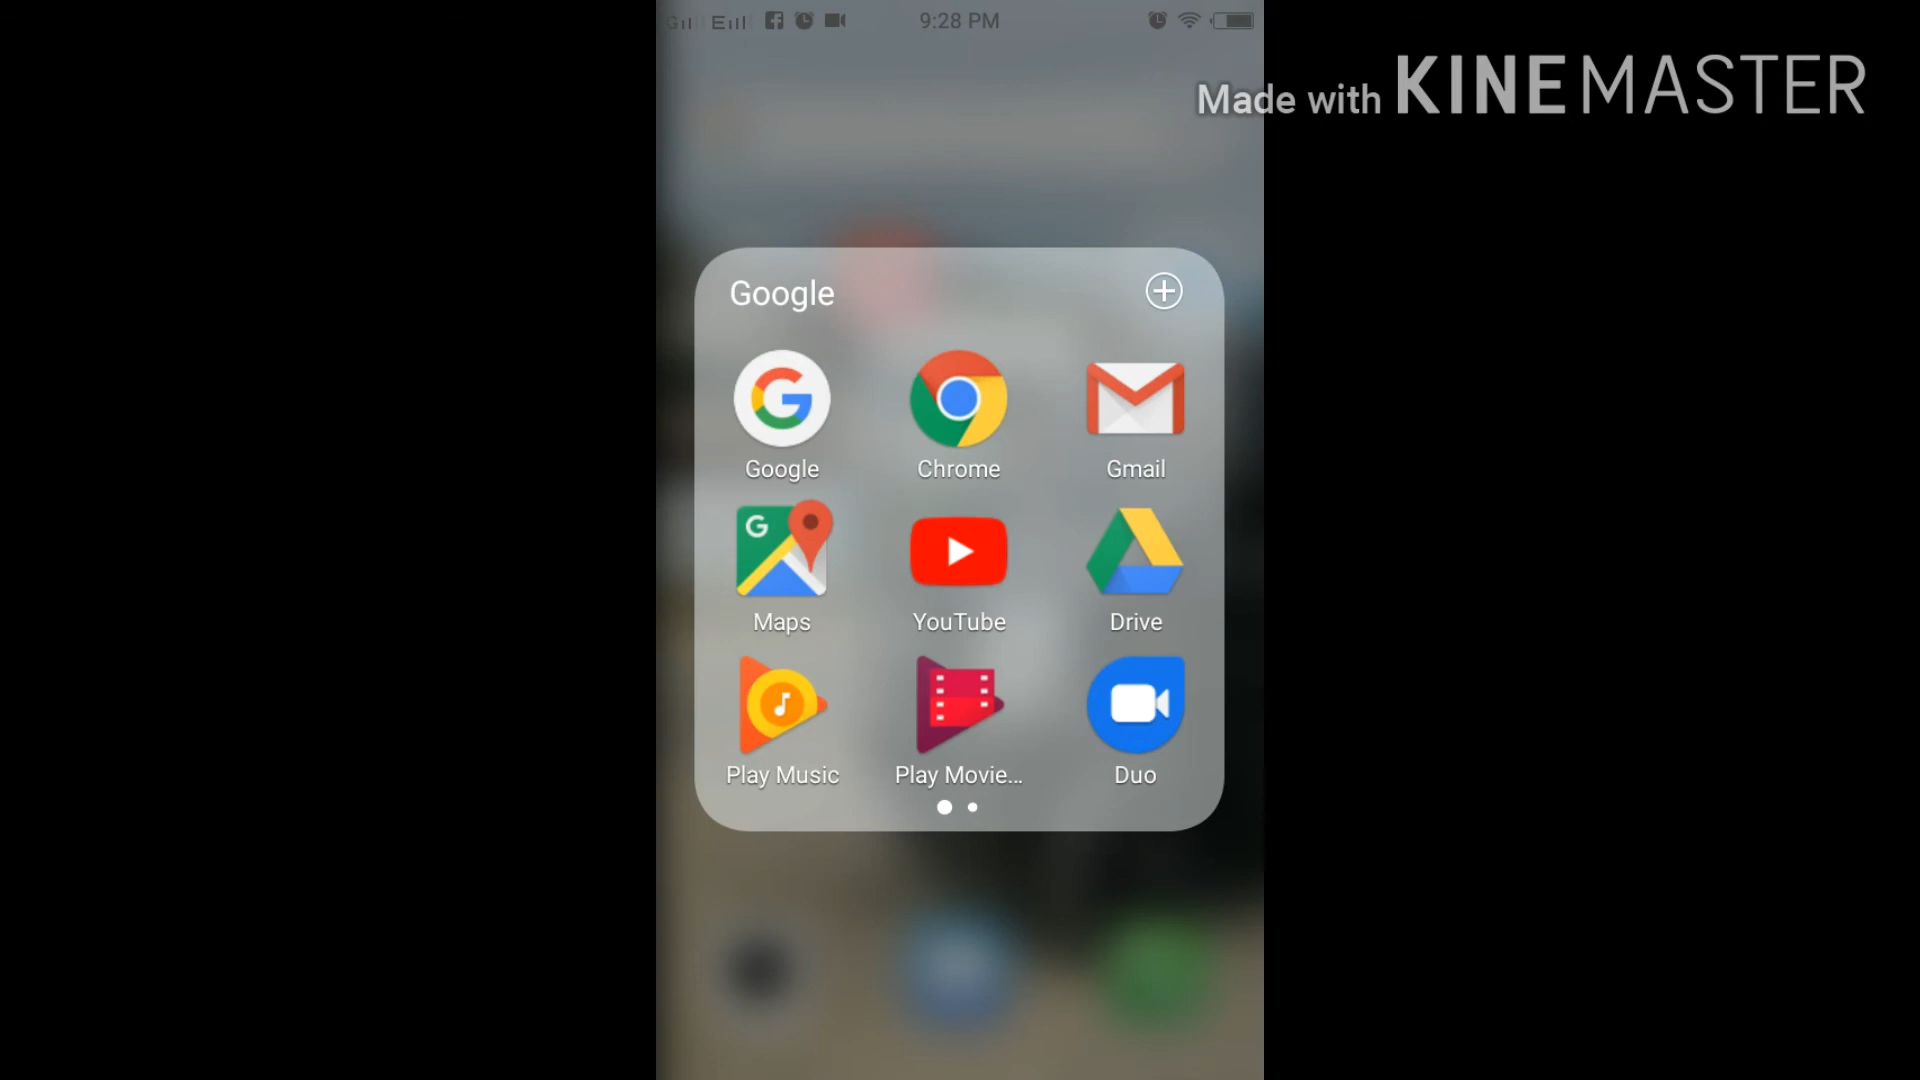 G E 9:28 PM
Made with KINEMASTER
Google
Google Chrome Gmail
G
Maps YouTube Drive
Play Music Play Movie... Duo